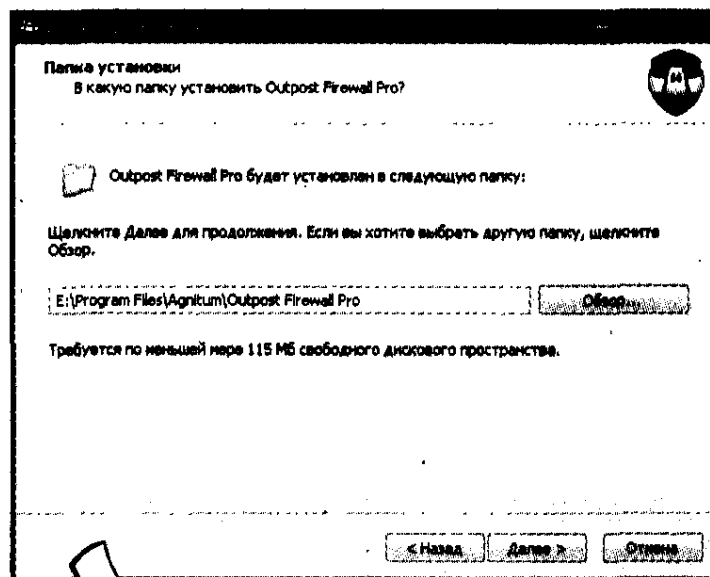 Папка установки
В какую папку установить Outpost Firewall Pro?
Outpost Firewall Pro будет установлен в следующую папку:
Щелкните Далее для продолжения. Если вы хотите выбрать другую папку, щелкните
Обзор.
E:\Program Files\Agnitum\Outpost Firewall Pro
Обзор...
Требуется по меньшей мере 115 Мб свободного дискового пространства.
< Назад
Далее >
Отмена